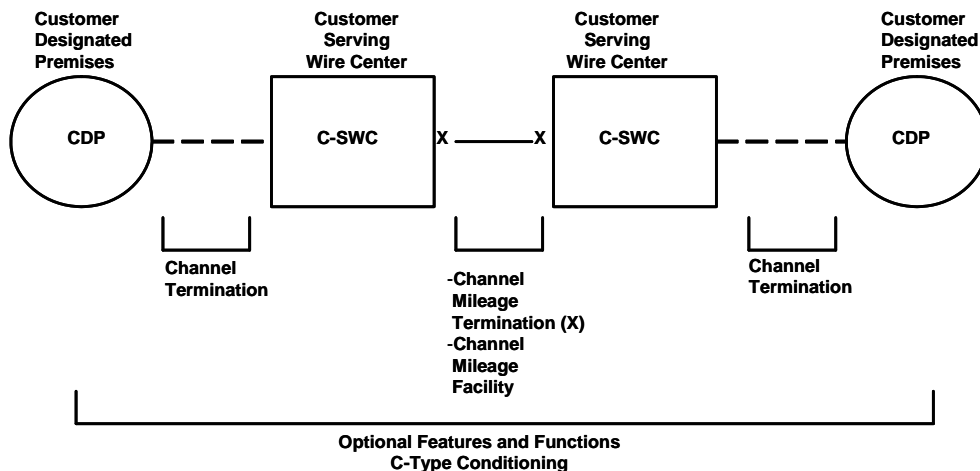 Customer
Designated
Premises
Customer
Serving
Wire Center
Customer
Serving
Wire Center
Customer
Designated
Premises
CDP
C-SWC
X
X
C-SWC
CDP
Channel
Termination
-Channel
Mileage
Termination (X)
-Channel
Mileage
Facility
Channel
Termination
Optional Features and Functions
C-Type Conditioning